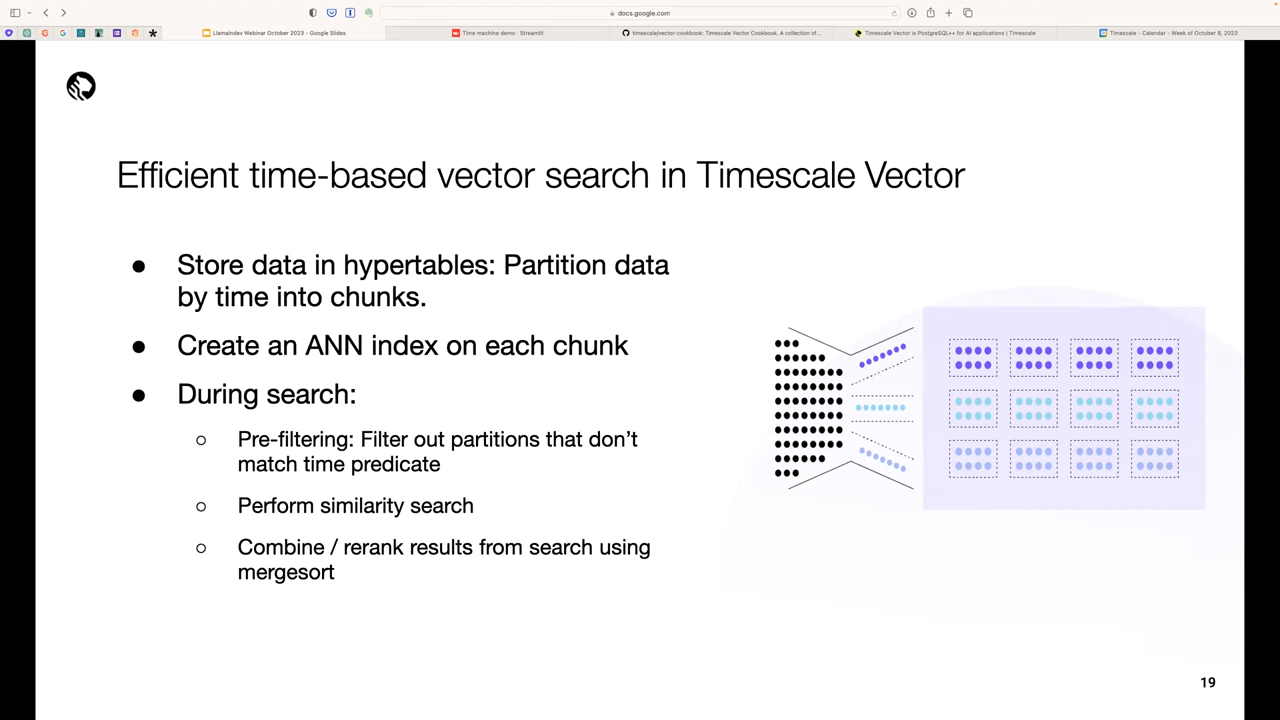 docs.google.com
LlamaIndex Webinar October 2023 - Google Slides
Time machine demo · Streamlit
timescale/vector-cookbook: Timescale Vector Cookbook. A collection of...
Timescale Vector is PostgreSQL++ for AI applications | Timescale
Timescale - Calendar - Week of October 8, 2023
Efficient time-based vector search in Timescale Vector
● Store data in hypertables: Partition data
by time into chunks.
● Create an ANN index on each chunk
● During search:
○ Pre-filtering: Filter out partitions that don’t
match time predicate
○ Perform similarity search
○ Combine / rerank results from search using
mergesort
19